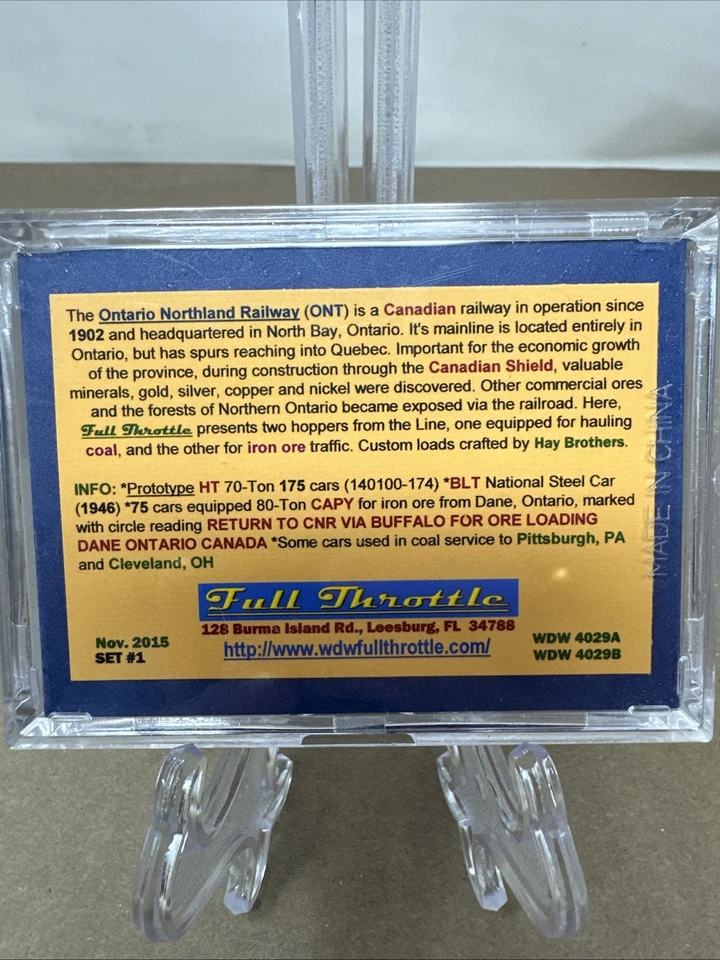 The Ontario Northland Railway (ONT) is a Canadian railway in operation since
1902 and headquartered in North Bay, Ontario. It's mainline is located entirely in
Ontario, but has spurs reaching into Quebec. Important for the economic growth
of the province, during construction through the Canadian Shield, valuable
minerals, gold, silver, copper and nickel were discovered. Other commercial ores
and the forests of Northern Ontario became exposed via the railroad. Here,
Full Throttle presents two hoppers from the Line, one equipped for hauling
coal, and the other for iron ore traffic. Custom loads crafted by Hay Brothers.
INFO: *Prototype HT 70-Ton 175 cars (140100-174) *BLT National Steel Car
(1946) *75 cars equipped 80-Ton CAPY for iron ore from Dane, Ontario, marked
with circle reading RETURN TO CNR VIA BUFFALO FOR ORE LOADING
DANE ONTARIO CANADA *Some cars used in coal service to Pittsburgh, PA
and Cleveland, OH
Full Throttle
128 Burma Island Rd., Leesburg, FL 34788
http://www.wdwfullthrottle.com/
Nov. 2015
SET #1
WDW 4029A
WDW 4029B
MADE IN CHINA